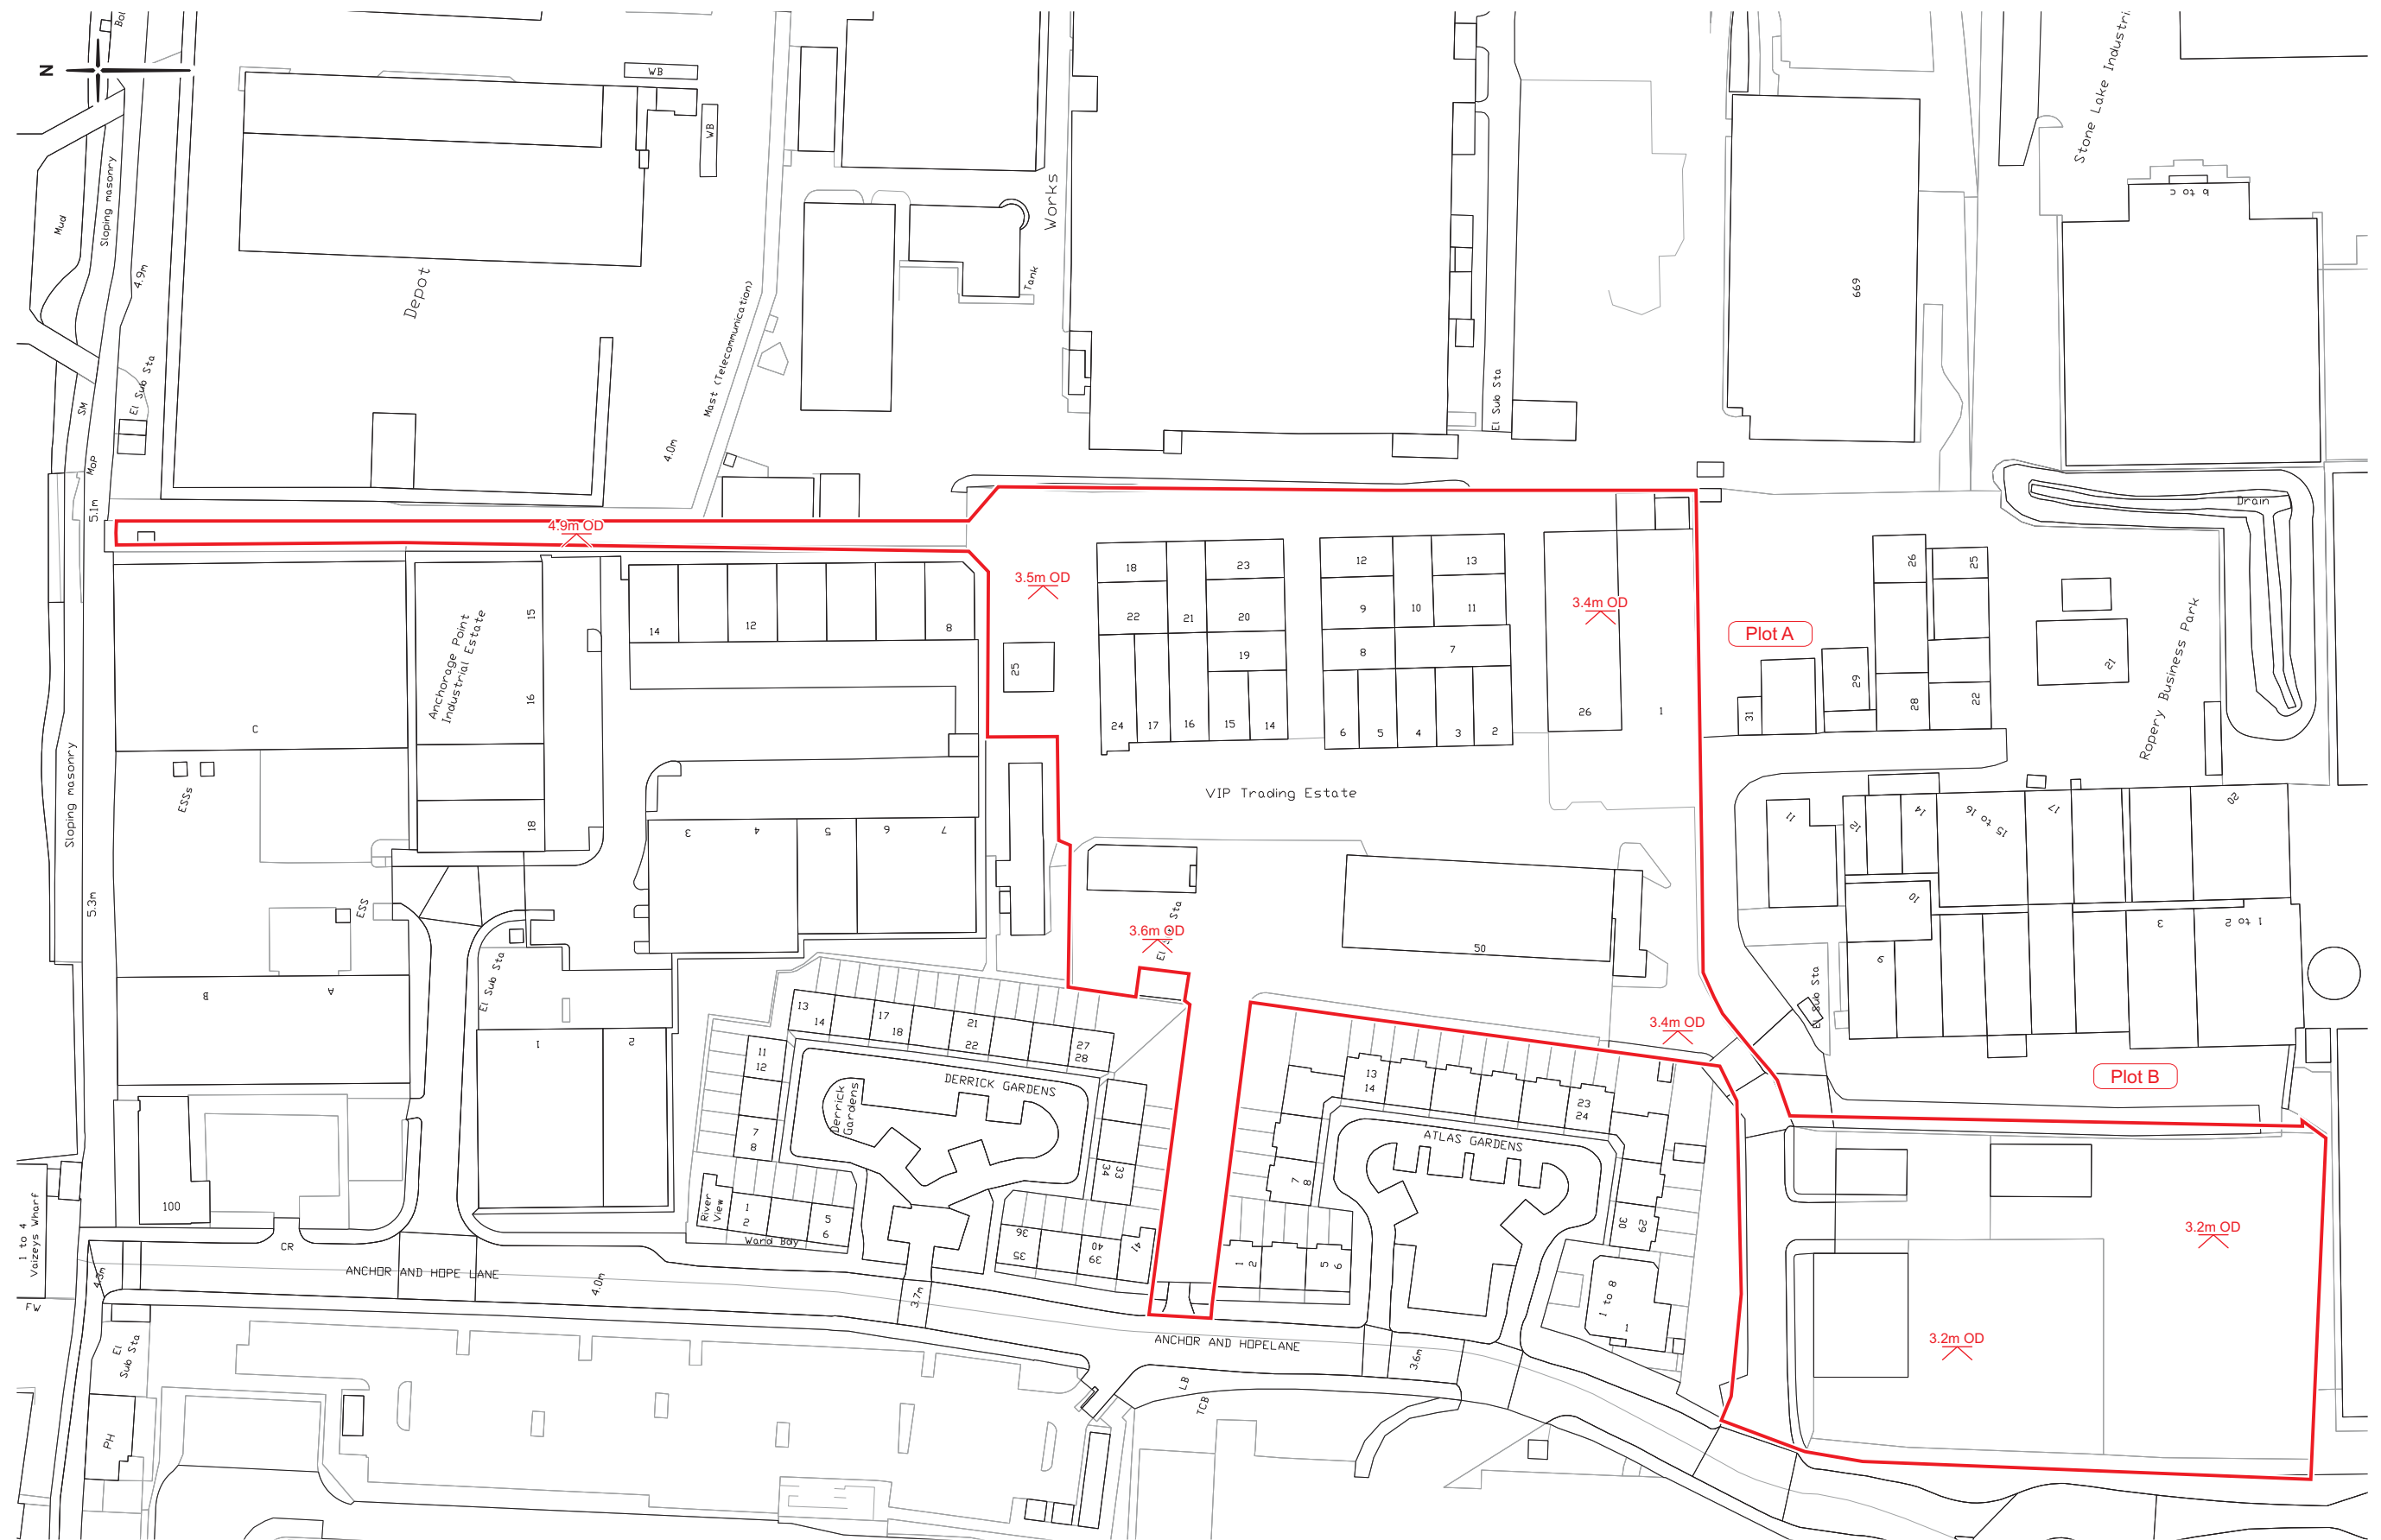 Bol
N
WB
WB
Mud
Sloping masonry
4.9m
Depot
Mast (Telecommunication)
Works
Tank
Stone Lake Industri
b to c
669
El Sub Sta
SM
MoP
4.0m
El Sub Sta
5.1m
4.9m OD
3.5m OD
3.4m OD
Plot A
Drain
18
23
22
21
20
19
24
17
16
15
14
12
13
9
10
11
8
7
6
5
4
3
2
26
1
25
26
25
29
28
22
31
21
Ropery Business Park
14
12
8
15
16
18
Anchorage Point
Industrial Estate
C
ESSs
Sloping masonry
5.3m
VIP Trading Estate
3
4
5
6
7
11
12
14
15 to 16
17
20
10
9
3
1 to 2
El Sub Sta
50
3.6m OD
El Sub Sta
ESS
El Sub Sta
B
A
1
2
13
14
17
18
21
22
27
28
11
12
7
8
DERRICK GARDENS
Derrick
Gardens
33
34
River
View
1
2
5
6
Ward Bdy
36
35
40
39
41
3.4m OD
Plot B
13
14
23
24
ATLAS GARDENS
7
8
1
2
5
6
30
29
1 to 8
1
3.2m OD
3.2m OD
100
1 to 4
Vaizeys Wharf
FW
CR
4.3m
ANCHOR AND HOPE LANE
4.0m
3.7m
ANCHOR AND HOPELANE
3.6m
LB
TCB
El
Sub Sta
PH